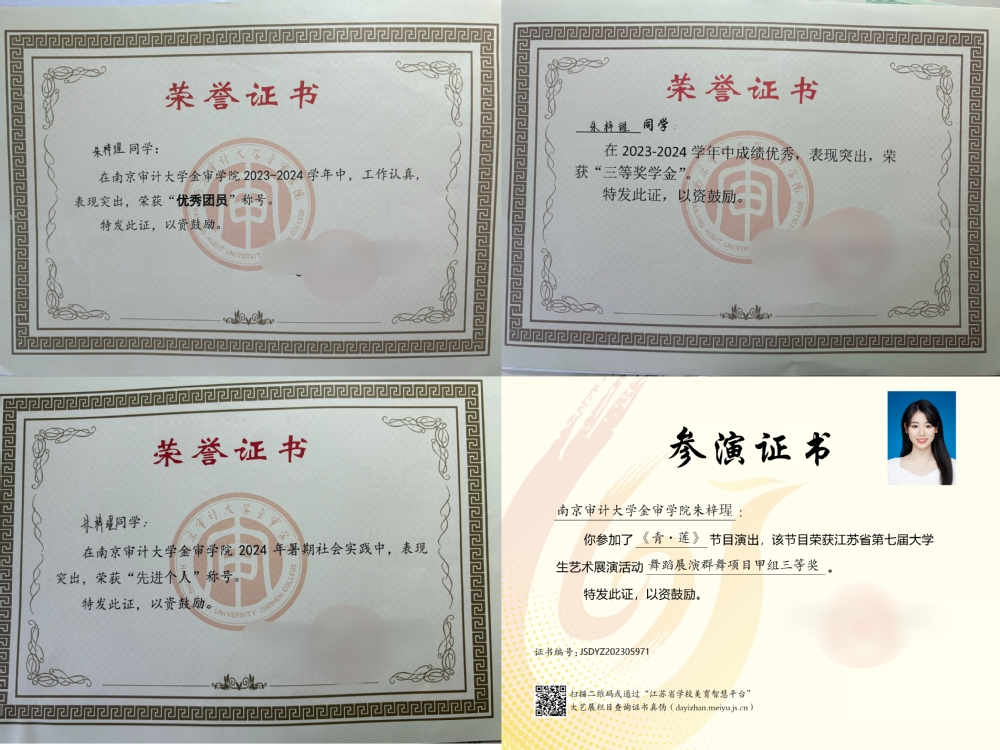 荣誉证书
朱梓瑆同学：
在南京审计大学金审学院2023-2024学年中，工作认真，
表现突出，荣获“优秀团员”称号。
特发此证，以资鼓励。
荣誉证书
朱梓瑆 同学：
在 2023-2024 学年中成绩优秀，表现突出，荣
获“三等奖学金”。
特发此证，以资鼓励。
荣誉证书
朱梓瑆同学：
在南京审计大学金审学院 2024 年暑期社会实践中，表现
突出，荣获“先进个人”称号。
特发此证，以资鼓励。
参演证书
南京审计大学金审学院朱梓瑆：
你参加了《青·莲》节目演出，该节目荣获江苏省第七届大学
生艺术展演活动 舞蹈展演群舞项目甲组三等奖 。
特发此证，以资鼓励。
证书编号：JSDYZ202305971
扫描二维码或通过“江苏省学校美育智慧平台”
大艺展栏目查询证书真伪（dayizhan.meiyu.js.cn）